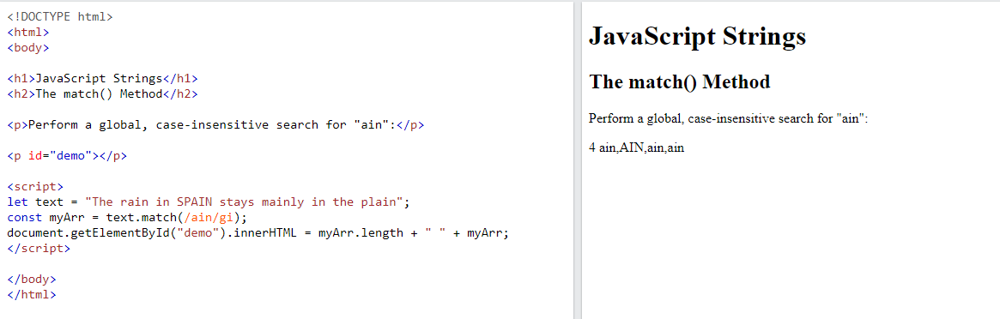 <!DOCTYPE html>
<html>
<body>
<h1>JavaScript Strings</h1>
<h2>The match() Method</h2>
<p>Perform a global, case-insensitive search for "ain":</p>
<p id="demo"></p>
<script>
let text = "The rain in SPAIN stays mainly in the plain";
const myArr = text.match(/ain/gi);
document.getElementById("demo").innerHTML = myArr.length + " " + myArr;
</script>
</body>
</html>
JavaScript Strings
The match() Method
Perform a global, case-insensitive search for "ain":
4 ain,AIN,ain,ain